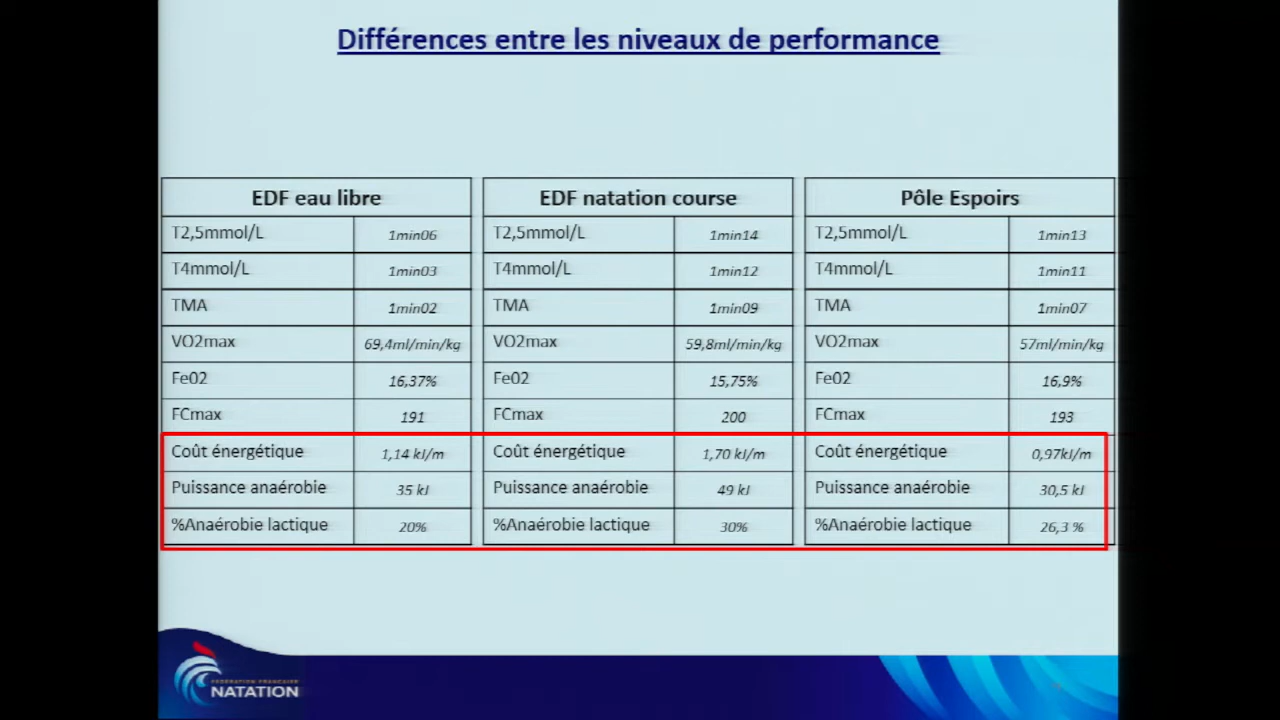 Différences entre les niveaux de performance
EDF eau libre
T2,5mmol/L 1min06
T4mmol/L 1min03
TMA 1min02
VO2max 69,4ml/min/kg
Fe02 16,37%
FCmax 191
Coût énergétique 1,14 kJ/m
Puissance anaérobie 35 kJ
%Anaérobie lactique 20%
EDF natation course
T2,5mmol/L 1min14
T4mmol/L 1min12
TMA 1min09
VO2max 59,8ml/min/kg
Fe02 15,75%
FCmax 200
Coût énergétique 1,70 kJ/m
Puissance anaérobie 49 kJ
%Anaérobie lactique 30%
Pôle Espoirs
T2,5mmol/L 1min13
T4mmol/L 1min11
TMA 1min07
VO2max 57ml/min/kg
Fe02 16,9%
FCmax 193
Coût énergétique 0,97kJ/m
Puissance anaérobie 30,5 kJ
%Anaérobie lactique 26,3 %
FÉDÉRATION FRANÇAISE
NATATION